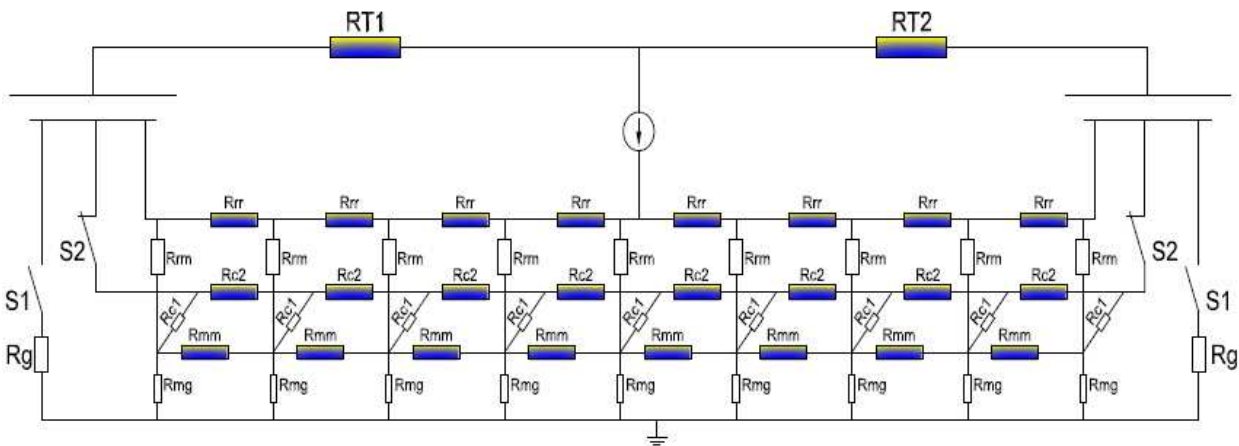 RT1 RT2
Rrr Rrr Rrr Rrr Rrr Rrr Rrr Rrr
S2 Rrm Rrm Rrm Rrm Rrm Rrm Rrm Rrm Rrm S2
Rc2 Rc2 Rc2 Rc2 Rc2 Rc2 Rc2 Rc2
S1 Rc1 Rc1 Rc1 Rc1 Rc1 Rc1 Rc1 Rc1 Rc1 S1
Rmm Rmm Rmm Rmm Rmm Rmm Rmm Rmm
Rg Rg
Rmg Rmg Rmg Rmg Rmg Rmg Rmg Rmg Rmg